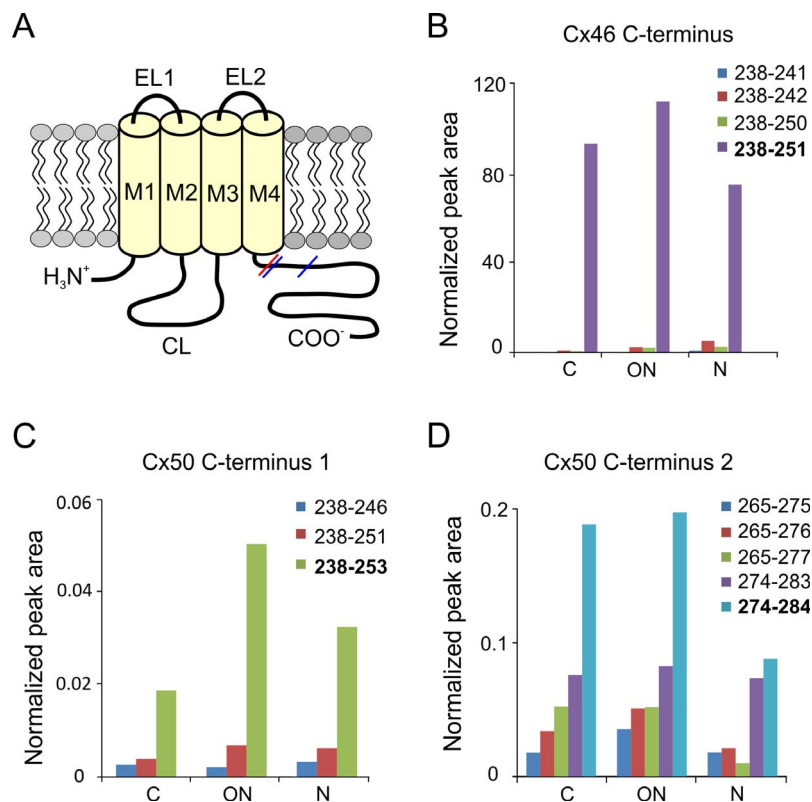 A
EL1 EL2
M1 M2 M3 M4
H₃N⁺
CL
COO⁻
B
Cx46 C-terminus
Normalized peak area
120
80
40
0
238-241
238-242
238-250
238-251
C ON N
C
Cx50 C-terminus 1
Normalized peak area
0.06
0.04
0.02
0
238-246
238-251
238-253
C ON N
D
Cx50 C-terminus 2
Normalized peak area
0.2
0.1
0
265-275
265-276
265-277
274-283
274-284
C ON N